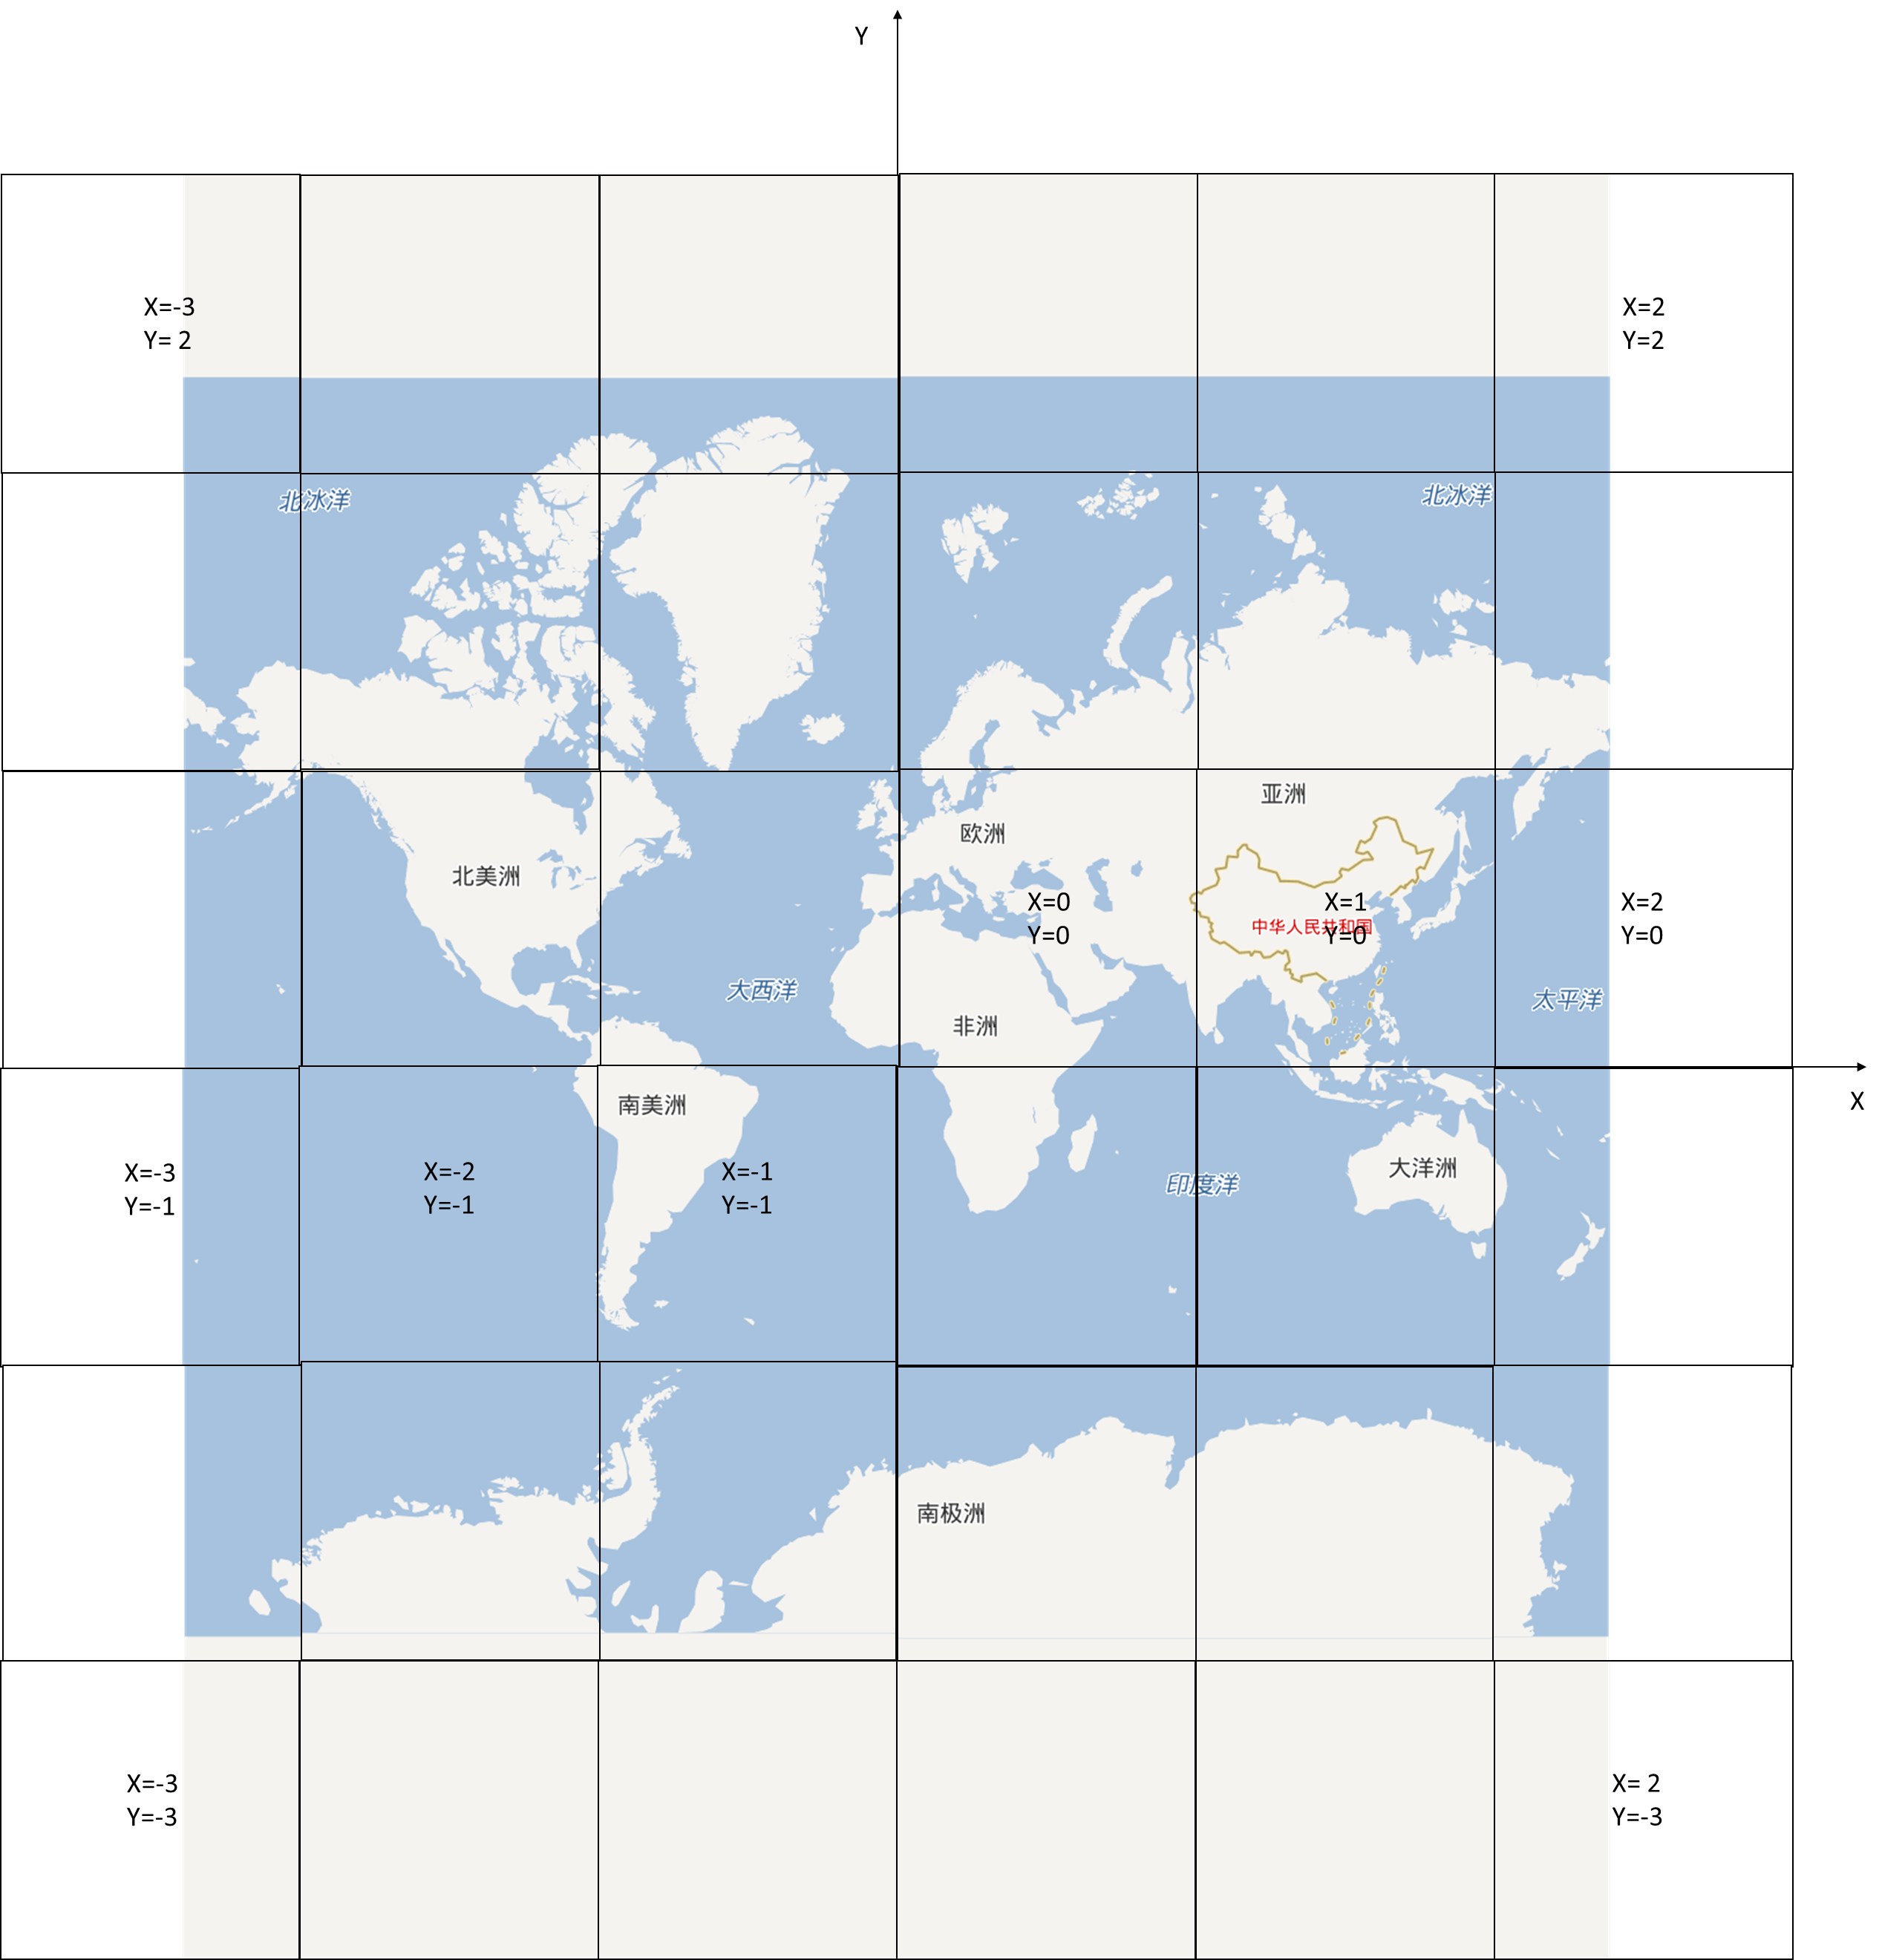 Y
X=-3
Y= 2
X=2
Y=2
北冰洋
北冰洋
亚洲
欧洲
北美洲
X=0
Y=0
X=1
Y=0
中华人民共和国
X=2
Y=0
大西洋
太平洋
非洲
X
南美洲
X=-3
Y=-1
X=-2
Y=-1
X=-1
Y=-1
印度洋
大洋洲
南极洲
X=-3
Y=-3
X= 2
Y=-3